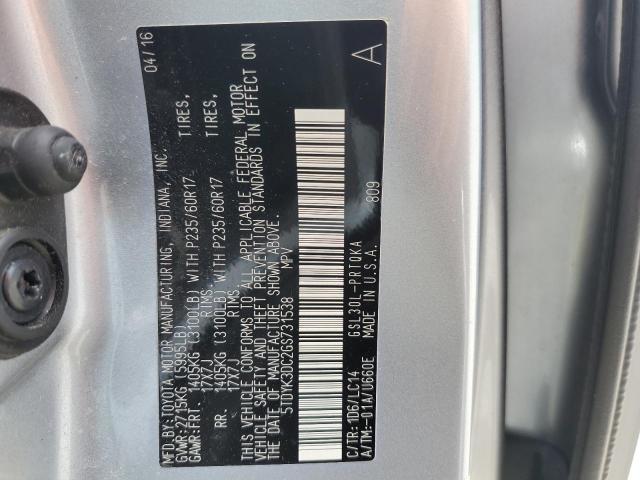 MFD.BY:TOYOTA MOTOR MANUFACTURING, INDIANA, INC. 04/16
GVWR:2715KG (5995LB)
GAWR:FRT. 1405KG (3100LB) WITH P235/60R17 TIRES,
17X7J RIMS,
RR. 1405KG (3100LB) WITH P235/60R17 TIRES,
17X7J RIMS
THIS VEHICLE CONFORMS TO ALL APPLICABLE FEDERAL MOTOR
VEHICLE SAFETY AND THEFT PREVENTION STANDARDS IN EFFECT ON
THE DATE OF MANUFACTURE SHOWN ABOVE.
5TDYK3DC2GS731538 MPV
A
C/TR:1D6/LC14 GSL30L-PRTQKA 809
A/TM:-01A/U660E MADE IN U.S.A.